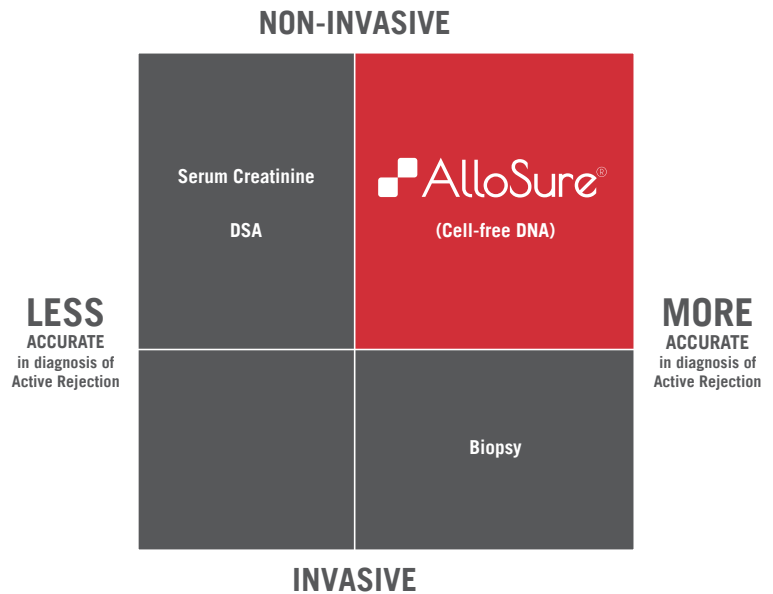 NON-INVASIVE
Serum Creatinine
DSA
AlloSure®
(Cell-free DNA)
LESS
ACCURATE
in diagnosis of
Active Rejection
MORE
ACCURATE
in diagnosis of
Active Rejection
Biopsy
INVASIVE